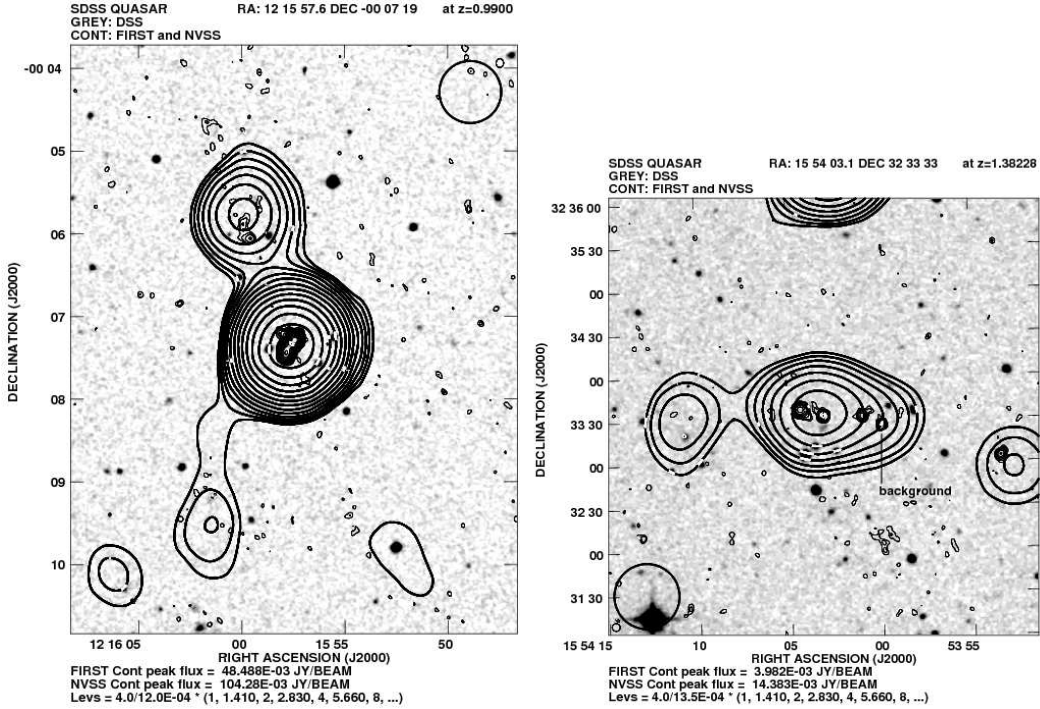 SDSS QUASAR RA: 12 15 57.6 DEC -00 07 19 at z=0.9900
GREY: DSS
CONT: FIRST and NVSS
-00 04
05
06
07
08
09
10
DECLINATION (J2000)
12 16 05 00 15 55 50
RIGHT ASCENSION (J2000)
FIRST Cont peak flux = 48.488E-03 JY/BEAM
NVSS Cont peak flux = 104.28E-03 JY/BEAM
Levs = 4.0/12.0E-04 * (1, 1.410, 2, 2.830, 4, 5.660, 8, ...)
SDSS QUASAR RA: 15 54 03.1 DEC 32 33 33 at z=1.38228
GREY: DSS
CONT: FIRST and NVSS
32 36 00
35 30
00
34 30
00
33 30
00
32 30
00
31 30
DECLINATION (J2000)
background
15 54 15 10 05 00 53 55
RIGHT ASCENSION (J2000)
FIRST Cont peak flux = 3.982E-03 JY/BEAM
NVSS Cont peak flux = 14.383E-03 JY/BEAM
Levs = 4.0/13.5E-04 * (1, 1.410, 2, 2.830, 4, 5.660, 8, ...)